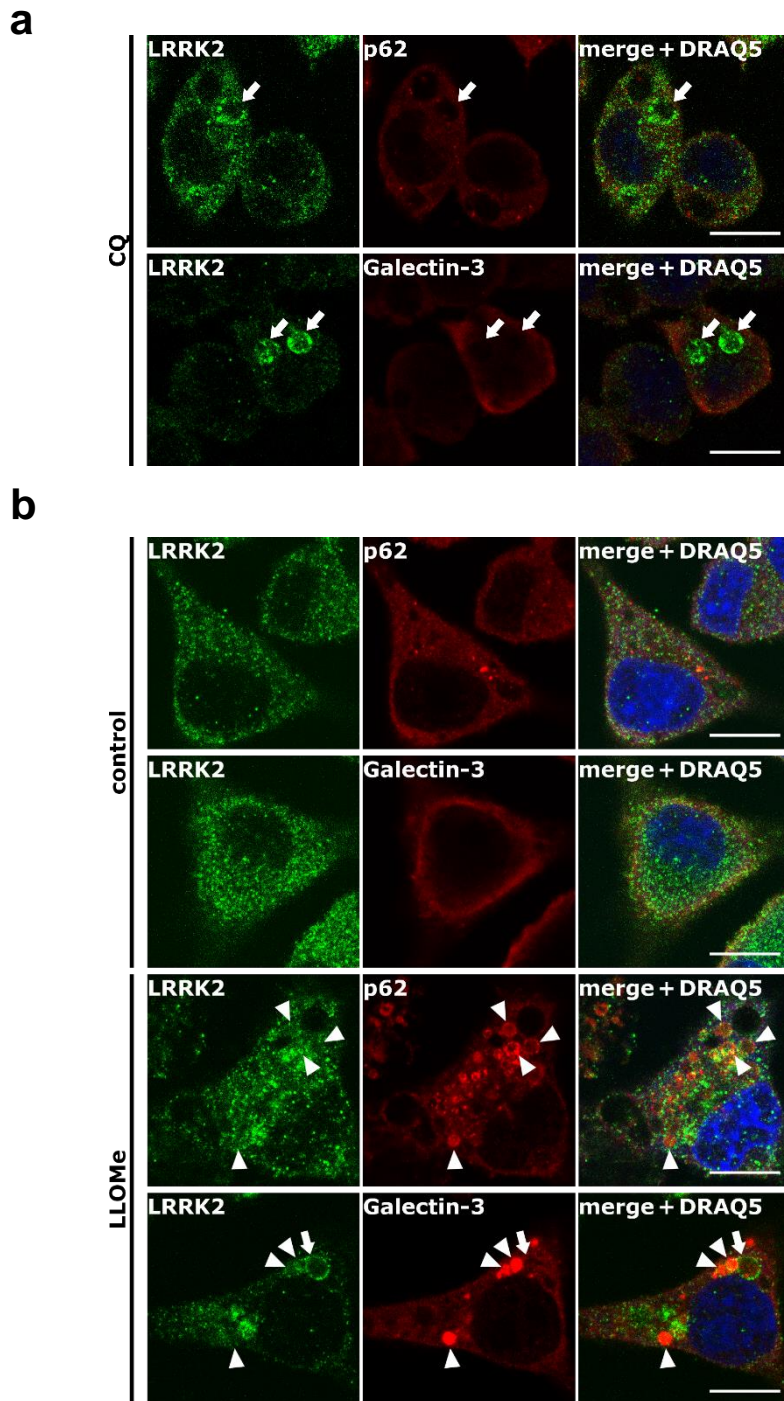 a
CQ
LRRK2 p62 merge + DRAQ5
LRRK2 Galectin-3 merge + DRAQ5
b
control
LRRK2 p62 merge + DRAQ5
LRRK2 Galectin-3 merge + DRAQ5
LLOMe
LRRK2 p62 merge + DRAQ5
LRRK2 Galectin-3 merge + DRAQ5